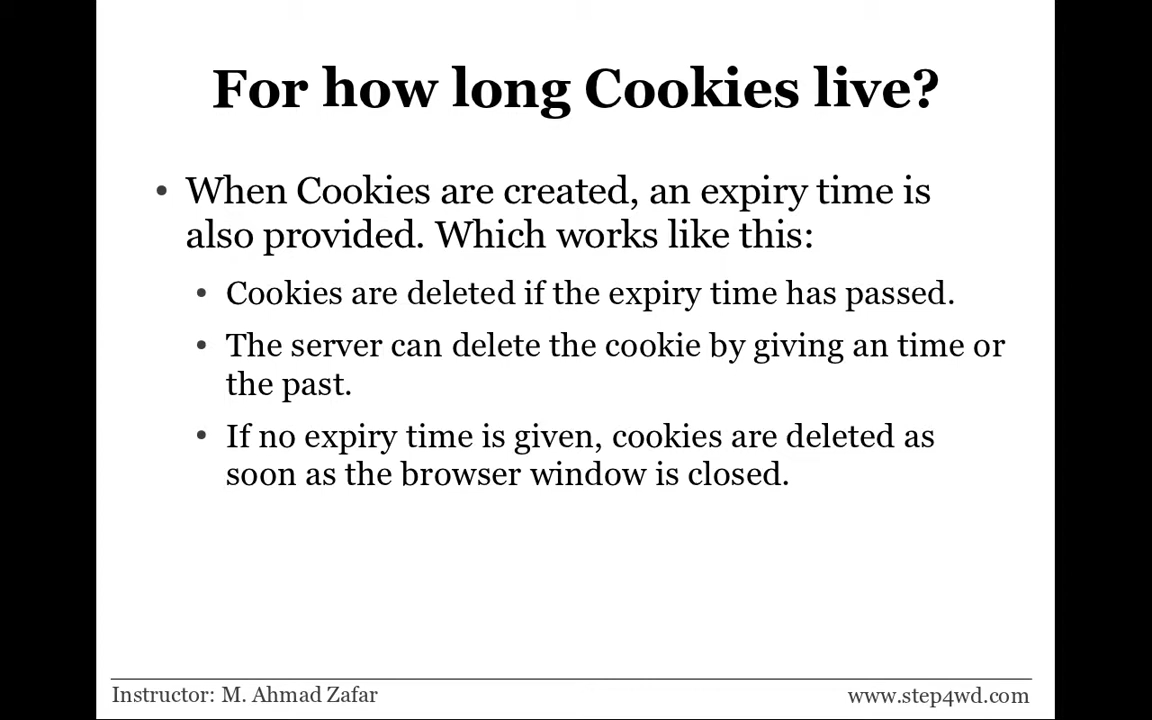 For how long Cookies live?
• When Cookies are created, an expiry time is
also provided. Which works like this:
• Cookies are deleted if the expiry time has passed.
• The server can delete the cookie by giving an time or
the past.
• If no expiry time is given, cookies are deleted as
soon as the browser window is closed.
Instructor: M. Ahmad Zafar
www.step4wd.com